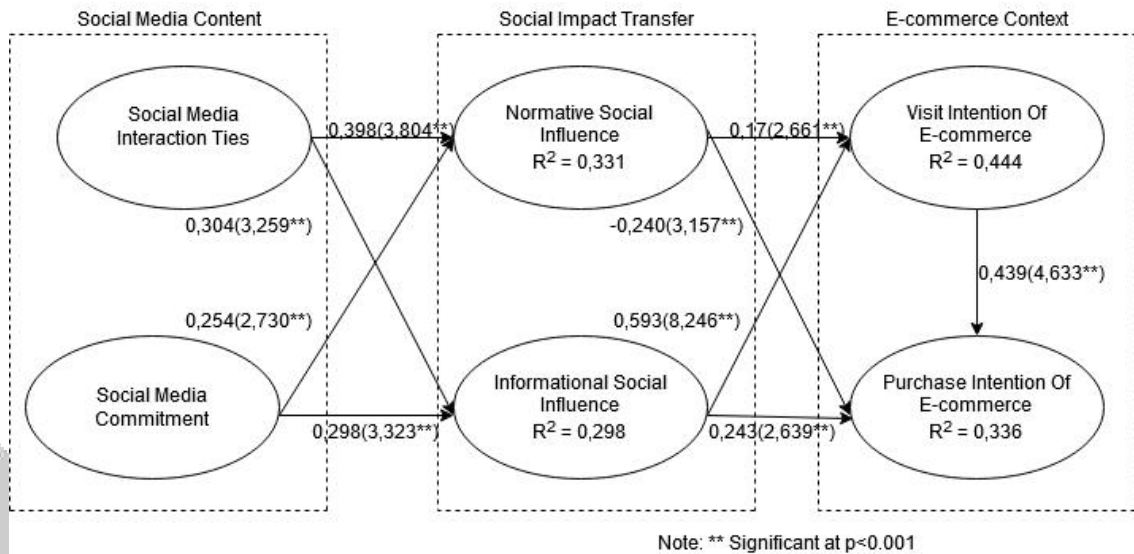 Social Media Content
Social Impact Transfer
E-commerce Context
Social Media
Interaction Ties
0,398(3,804**)
Normative Social
Influence
R² = 0,331
0,17(2,661**)
Visit Intention Of
E-commerce
R² = 0,444
0,304(3,259**)
-0,240(3,157**)
0,439(4,633**)
0,254(2,730**)
0,593(8,246**)
Social Media
Commitment
0,298(3,323**)
Informational Social
Influence
R² = 0,298
0,243(2,639**)
Purchase Intention Of
E-commerce
R² = 0,336
Note: ** Significant at p<0.001